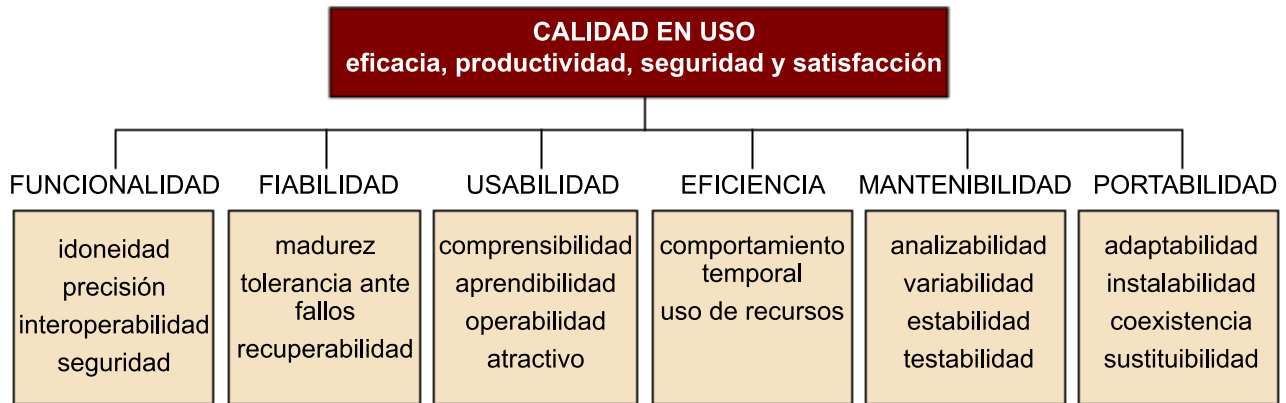 CALIDAD EN USO
eficacia, productividad, seguridad y satisfacción
FUNCIONALIDAD
idoneidad
precisión
interoperabilidad
seguridad
FIABILIDAD
madurez
tolerancia ante
fallos
recuperabilidad
USABILIDAD
comprensibilidad
aprendibilidad
operabilidad
atractivo
EFICIENCIA
comportamiento
temporal
uso de recursos
MANTENIBILIDAD
analizabilidad
variabilidad
estabilidad
testabilidad
PORTABILIDAD
adaptabilidad
instalabilidad
coexistencia
sustituibilidad